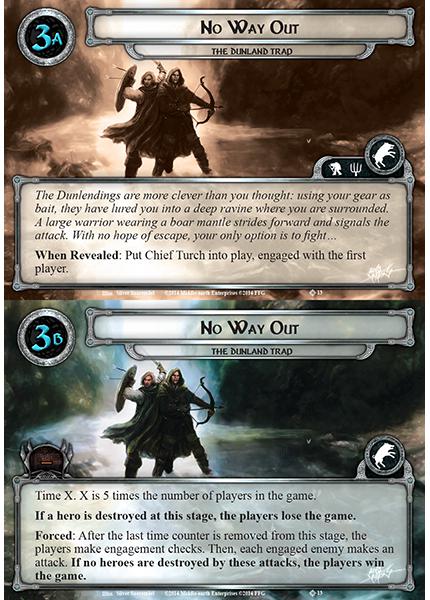 3A
No Way Out
The Dunland Trap
The Dunlendings are more clever than you thought: using your gear as
bait, they have lured you into a deep ravine where you are surrounded.
A large warrior wearing a boar mantle strides forward and signals the
attack. With no hope of escape, your only option is to fight…
When Revealed: Put Chief Turch into play, engaged with the first
player.
©2014 Middle-earth Enterprises ©2014 FFG
13
3B
No Way Out
The Dunland Trap
Time X. X is 5 times the number of players in the game.
If a hero is destroyed at this stage, the players lose the game.
Forced: After the last time counter is removed from this stage, the
players make engagement checks. Then, each engaged enemy makes an
attack. If no heroes are destroyed by these attacks, the players win
the game.
©2014 Middle-earth Enterprises ©2014 FFG
13